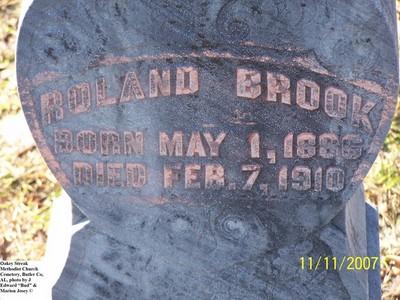 ROLAND BROOK
BORN MAY 1, 1886
DIED FEB. 7, 1910
11/11/2007
Oakey Streak
Methodist Church
Cemetery, Butler Co,
AL, photo by J
Edward "Bud" &
Marion Josey ©